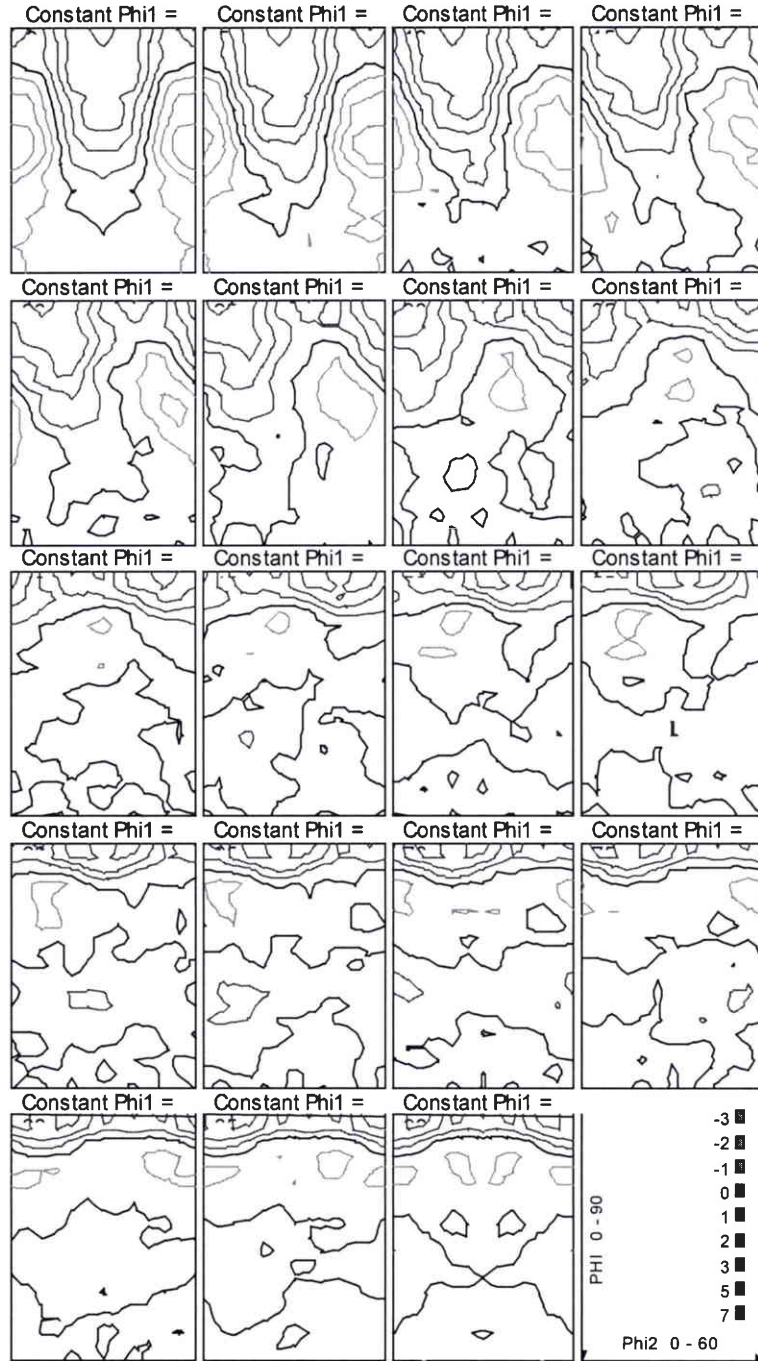 Constant Phi1 = Constant Phi1 = Constant Phi1 = Constant Phi1 =
Constant Phi1 = Constant Phi1 = Constant Phi1 = Constant Phi1 =
Constant Phi1 = Constant Phi1 = Constant Phi1 = Constant Phi1 =
Constant Phi1 = Constant Phi1 = Constant Phi1 = Constant Phi1 =
Constant Phi1 = Constant Phi1 = Constant Phi1 =
-3
-2
-1
0
1
2
3
5
7
PHI 0 - 90
Phi2 0 - 60